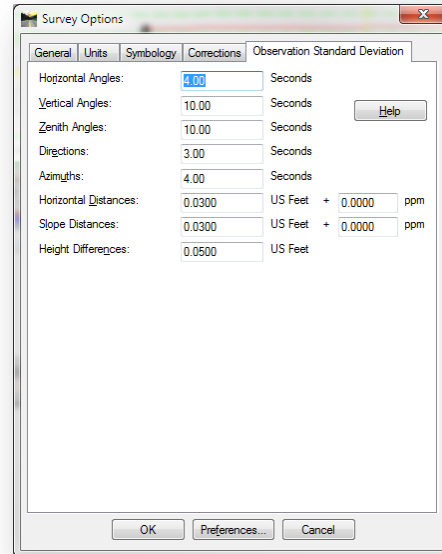 Survey Options
General Units Symbology Corrections Observation Standard Deviation
Horizontal Angles: 4.00 Seconds
Vertical Angles: 10.00 Seconds
Help
Zenith Angles: 10.00 Seconds
Directions: 3.00 Seconds
Azimuths: 4.00 Seconds
Horizontal Distances: 0.0300 US Feet + 0.0000 ppm
Slope Distances: 0.0300 US Feet + 0.0000 ppm
Height Differences: 0.0500 US Feet
OK Preferences... Cancel